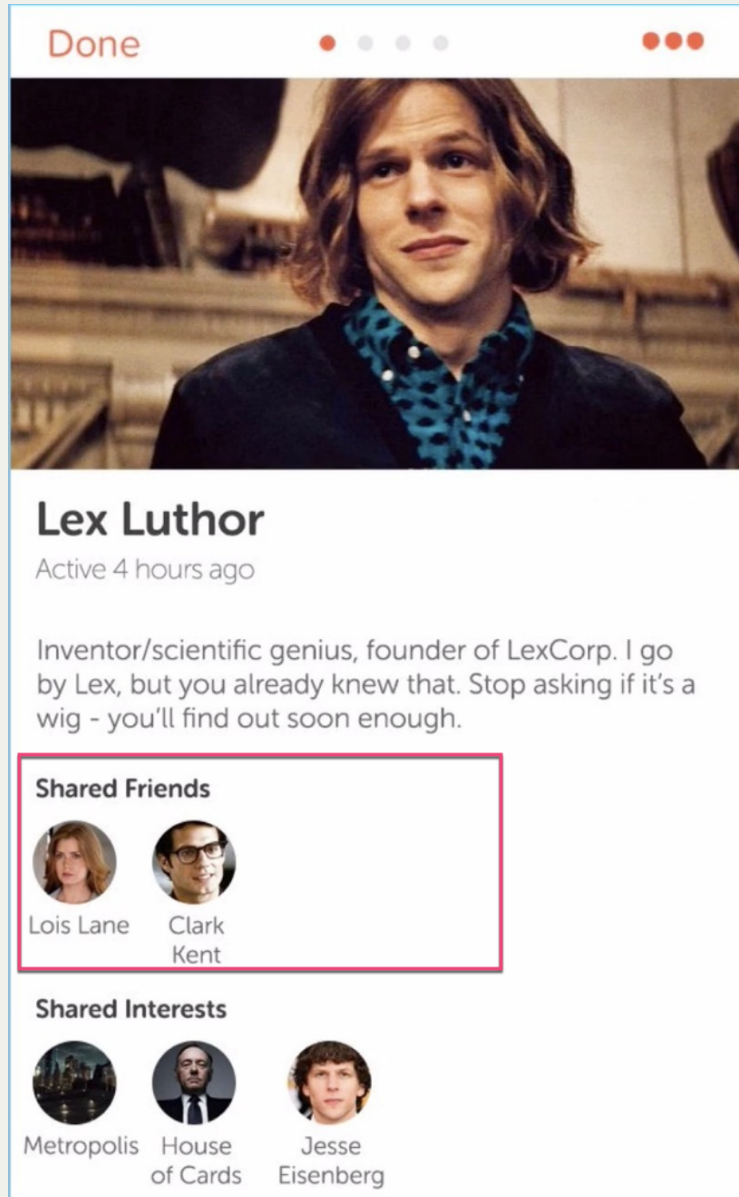 Done
Lex Luthor
Active 4 hours ago
Inventor/scientific genius, founder of LexCorp. I go
by Lex, but you already knew that. Stop asking if it's a
wig - you'll find out soon enough.
Shared Friends
Lois Lane
Clark
Kent
Shared Interests
Metropolis
House
of Cards
Jesse
Eisenberg